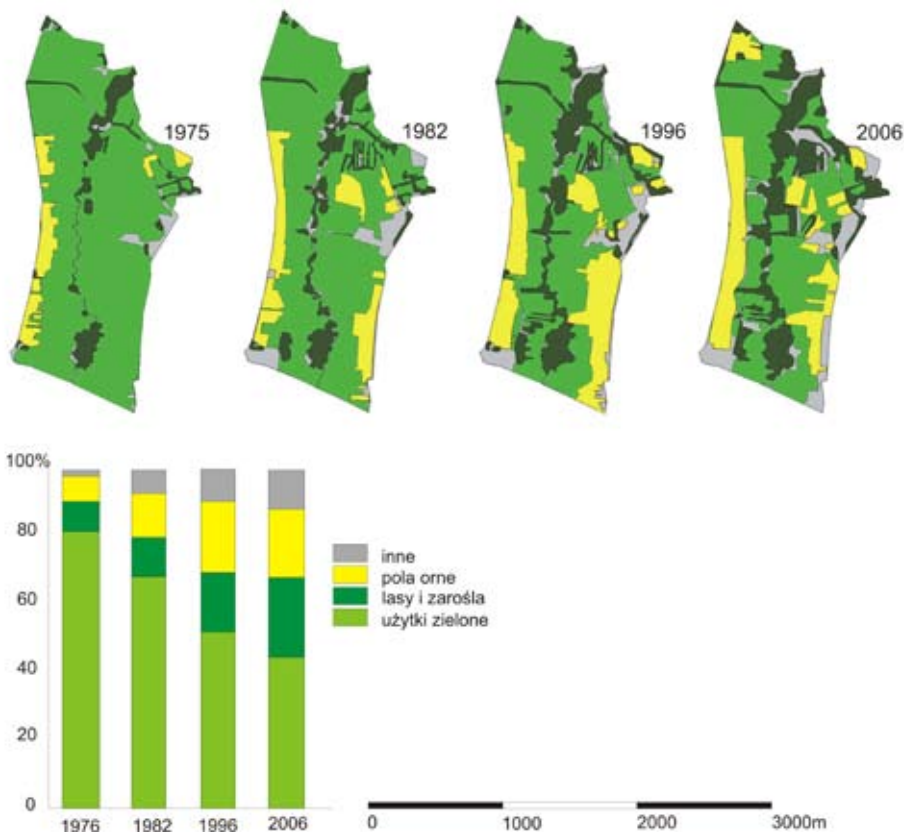 1975
1982
1996
2006
100%
80
60
40
20
0
1976 1982 1996 2006
inne
pola orne
lasy i zarośla
użytki zielone
0 1000 2000 3000m